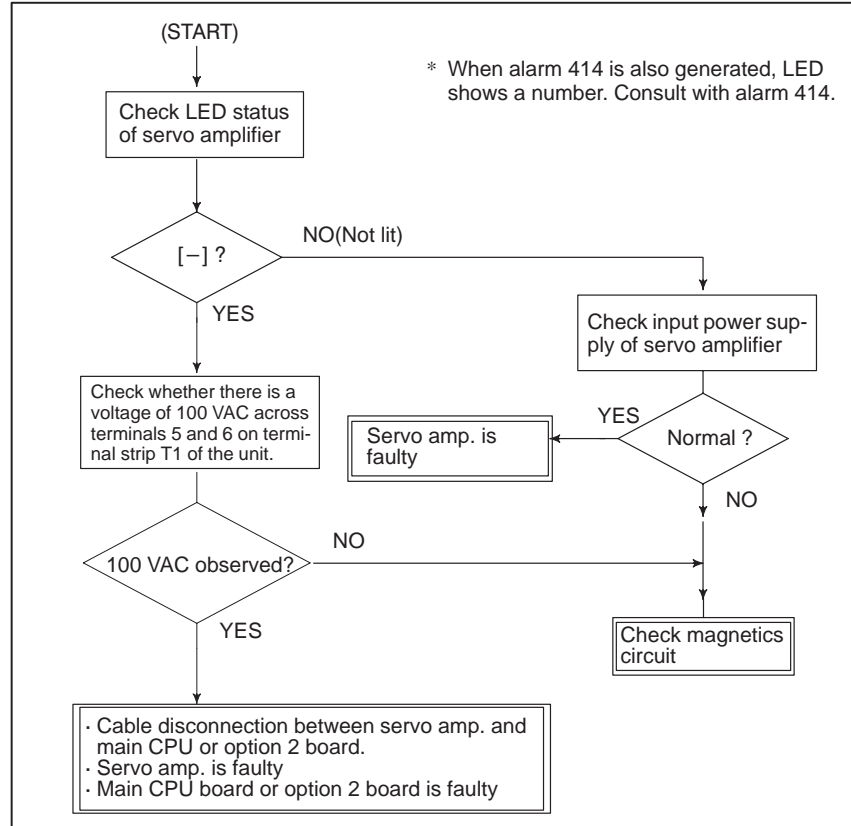 (START)
* When alarm 414 is also generated, LED
shows a number. Consult with alarm 414.
Check LED status
of servo amplifier
[−] ?
NO(Not lit)
YES
Check input power sup-
ply of servo amplifier
Check whether there is a
voltage of 100 VAC across
terminals 5 and 6 on termi-
nal strip T1 of the unit.
YES
Normal ?
Servo amp. is
faulty
NO
100 VAC observed?
NO
YES
Check magnetics
circuit
· Cable disconnection between servo amp. and
main CPU or option 2 board.
· Servo amp. is faulty
· Main CPU board or option 2 board is faulty